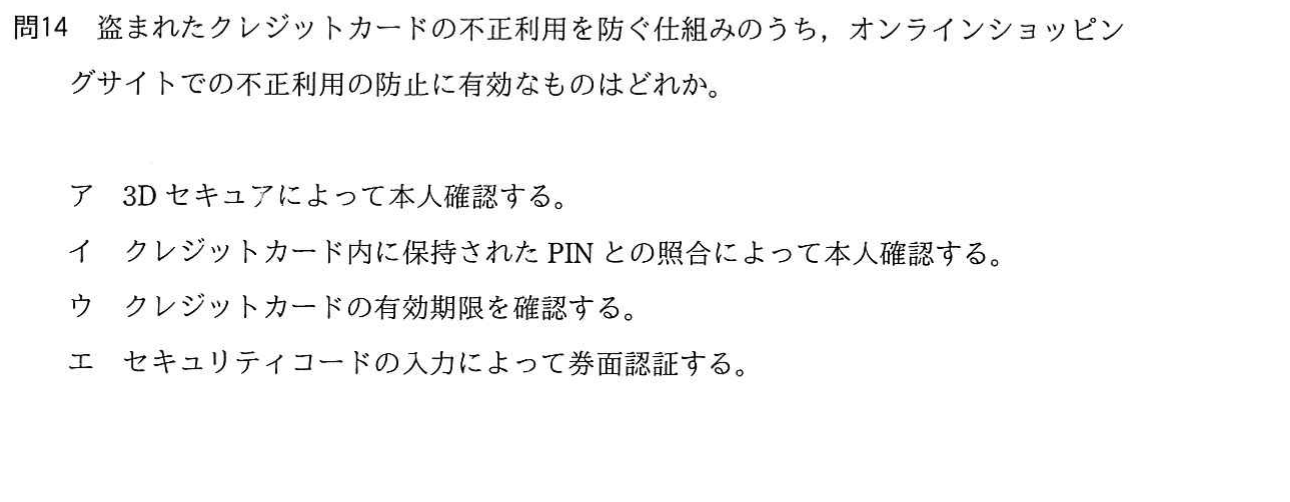 問14 盗まれたクレジットカードの不正利用を防ぐ仕組みのうち，オンラインショッピン
グサイトでの不正利用の防止に有効なものはどれか。
ア 3D セキュアによって本人確認する。
イ クレジットカード内に保持された PIN との照合によって本人確認する。
ウ クレジットカードの有効期限を確認する。
エ セキュリティコードの入力によって券面認証する。